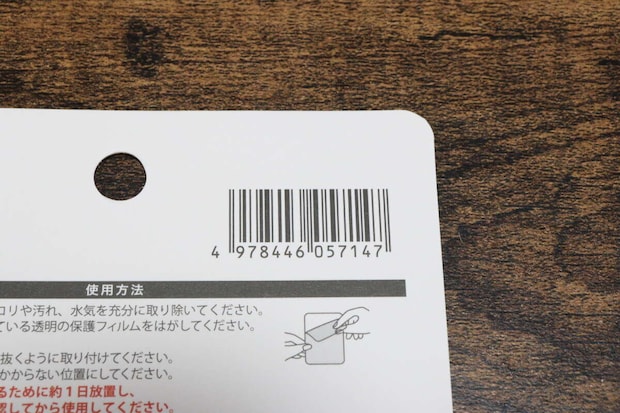 4 978446 057147
使用方法
コリや汚れ、水気を充分に取り除いてください。
ている透明の保護フィルムをはがしてください。
抜くように取り付けてください。
かからない位置にしてください。
るために約1日放置し、
認してから使用してください。